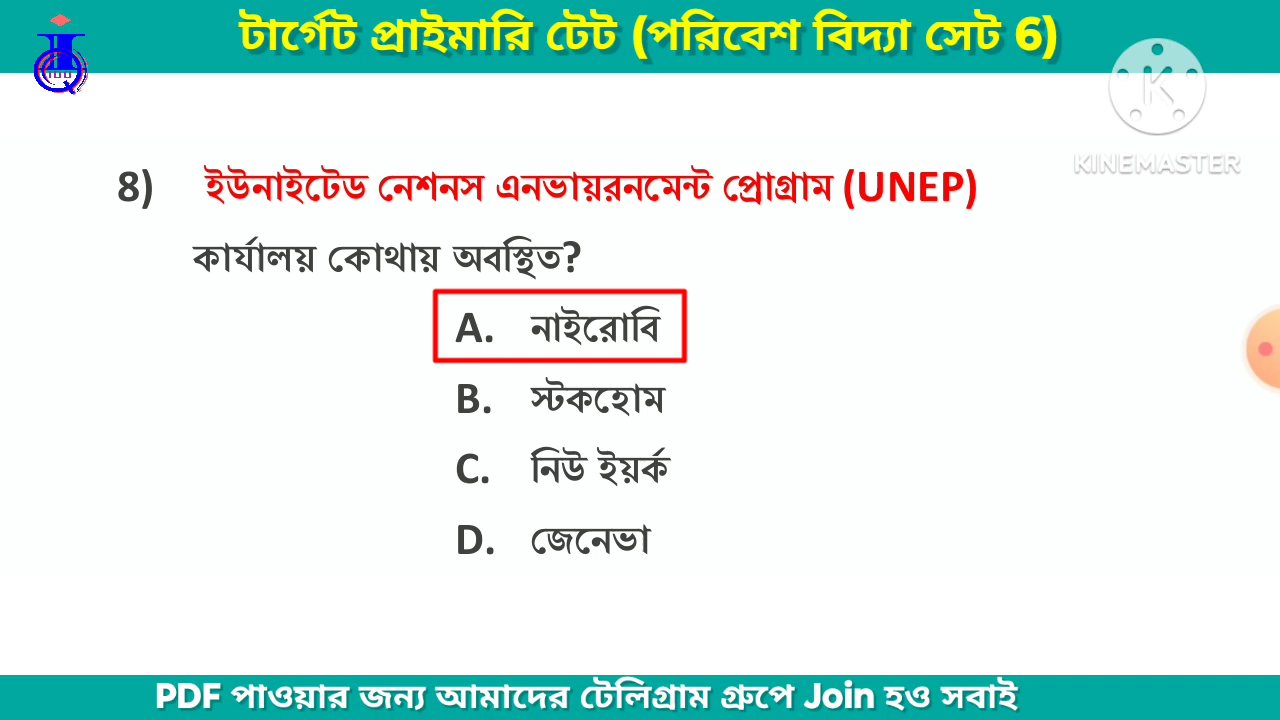 টার্গেট প্রাইমারি টেট (পরিবেশ বিদ্যা সেট 6)
KINEMASTER
8) ইউনাইটেড নেশনস এনভায়রনমেন্ট প্রোগ্রাম (UNEP)
কার্যালয় কোথায় অবস্থিত?
A. নাইরোবি
B. স্টকহোম
C. নিউ ইয়র্ক
D. জেনেভা
PDF পাওয়ার জন্য আমাদের টেলিগ্রাম গ্রুপে Join হও সবাই